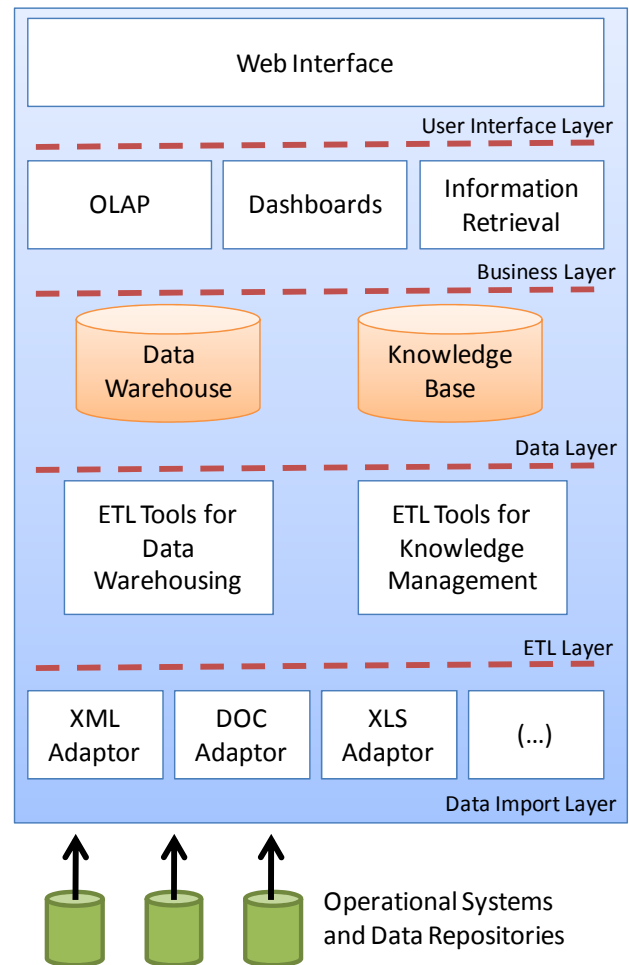 Web Interface
User Interface Layer
OLAP
Dashboards
Information
Retrieval
Business Layer
Data
Warehouse
Knowledge
Base
Data Layer
ETL Tools for
Data
Warehousing
ETL Tools for
Knowledge
Management
ETL Layer
XML
Adaptor
DOC
Adaptor
XLS
Adaptor
(...)
Data Import Layer
Operational Systems
and Data Repositories